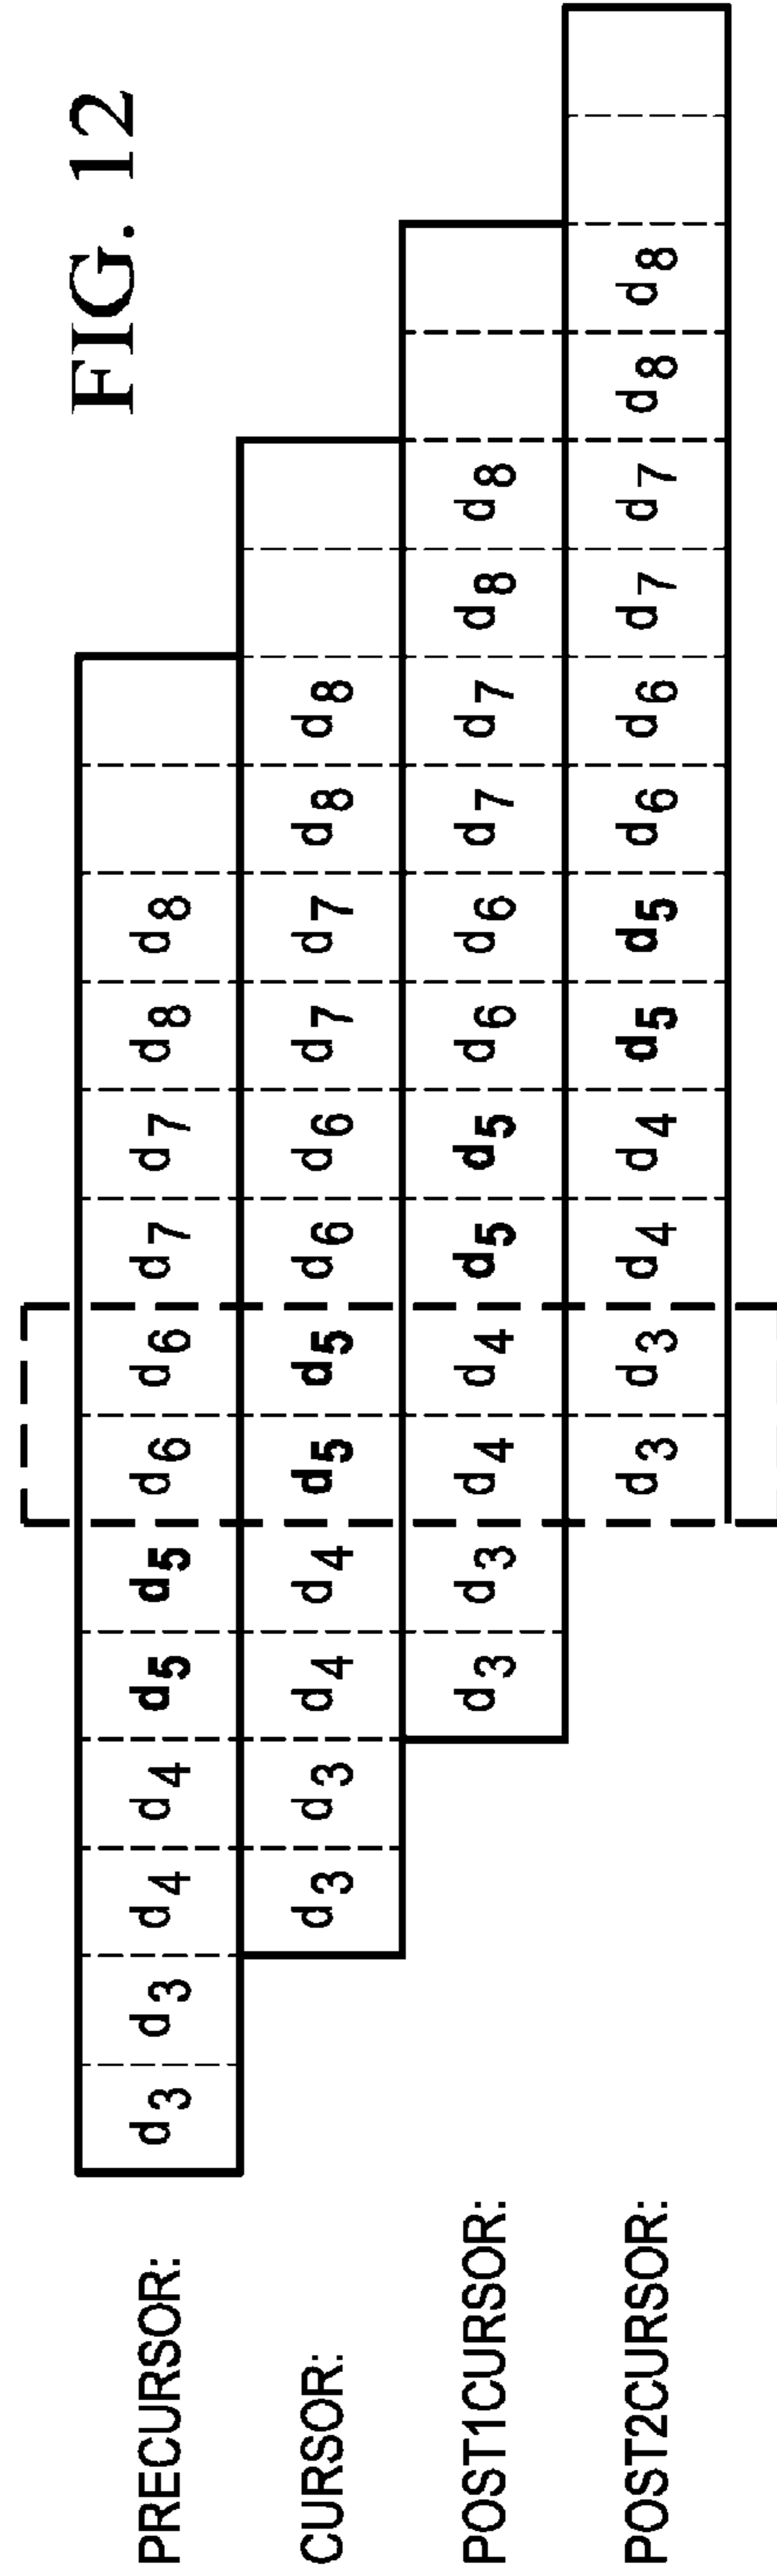 FIG. 12
PRECURSOR: d3 d3 d4 d4 d5 d5 d6 d6 d7 d7 d8 d8
CURSOR: d3 d3 d4 d4 d5 d5 d6 d6 d7 d7 d8 d8
POST1CURSOR: d3 d3 d4 d4 d5 d5 d6 d6 d7 d7 d8 d8
POST2CURSOR: d3 d3 d4 d4 d5 d5 d6 d6 d7 d7 d8 d8